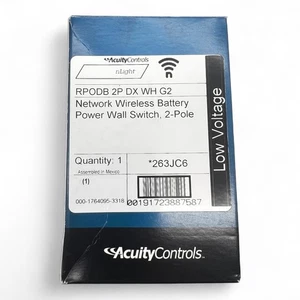 AcuityControls
nLight
RPODB 2P DX WH G2
Network Wireless Battery
Power Wall Switch, 2-Pole
Quantity: 1
*263JC6
Assembled in Mexico
(1)
000-1764095-3318
00191723887587
Low Voltage
AcuityControls